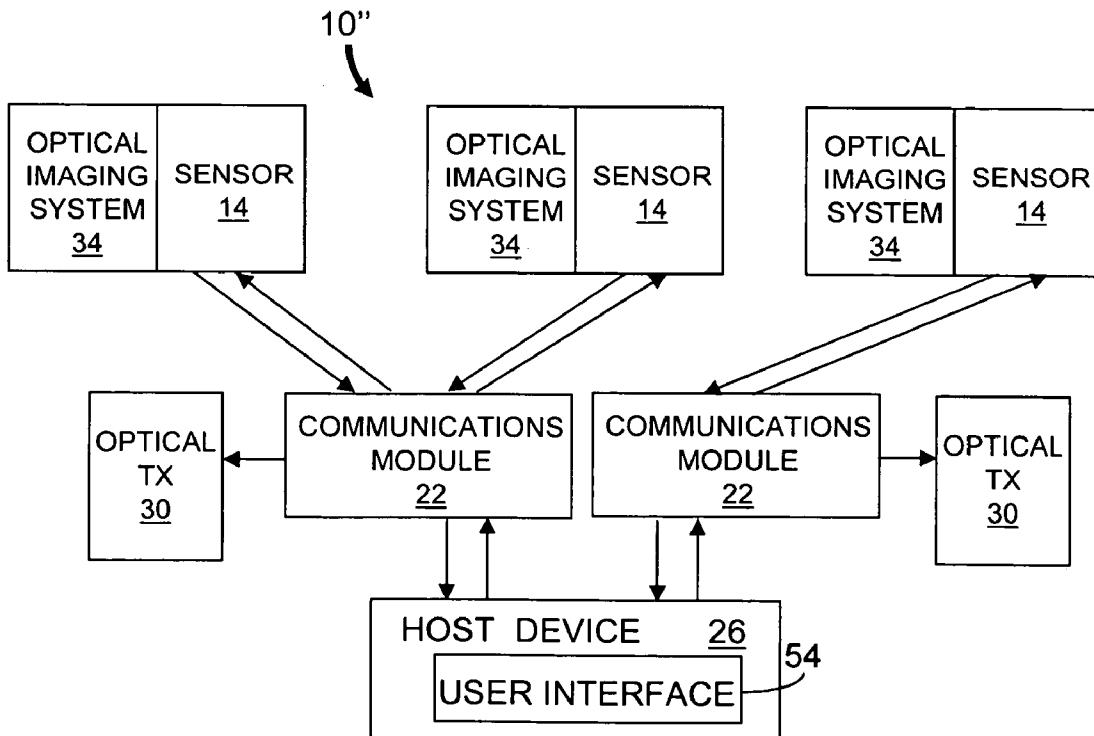 10”
OPTICAL
IMAGING
SYSTEM
34
SENSOR
14
OPTICAL
IMAGING
SYSTEM
34
SENSOR
14
OPTICAL
IMAGING
SYSTEM
34
SENSOR
14
OPTICAL
TX
30
COMMUNICATIONS
MODULE
22
COMMUNICATIONS
MODULE
22
OPTICAL
TX
30
HOST DEVICE 26
54
USER INTERFACE